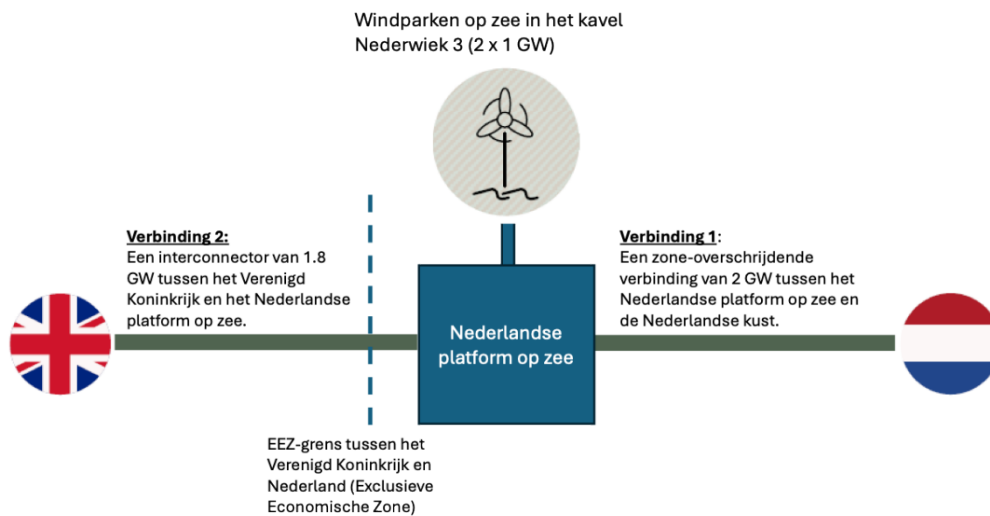 Windparken op zee in het kavel
Nederwiek 3 (2 x 1 GW)
Verbinding 2:
Een interconnector van 1.8
GW tussen het Verenigd
Koninkrijk en het Nederlandse
platform op zee.
Verbinding 1:
Een zone-overschrijdende
verbinding van 2 GW tussen het
Nederlandse platform op zee en
de Nederlandse kust.
Nederlandse
platform op zee
EEZ-grens tussen het
Verenigd Koninkrijk en
Nederland (Exclusieve
Economische Zone)